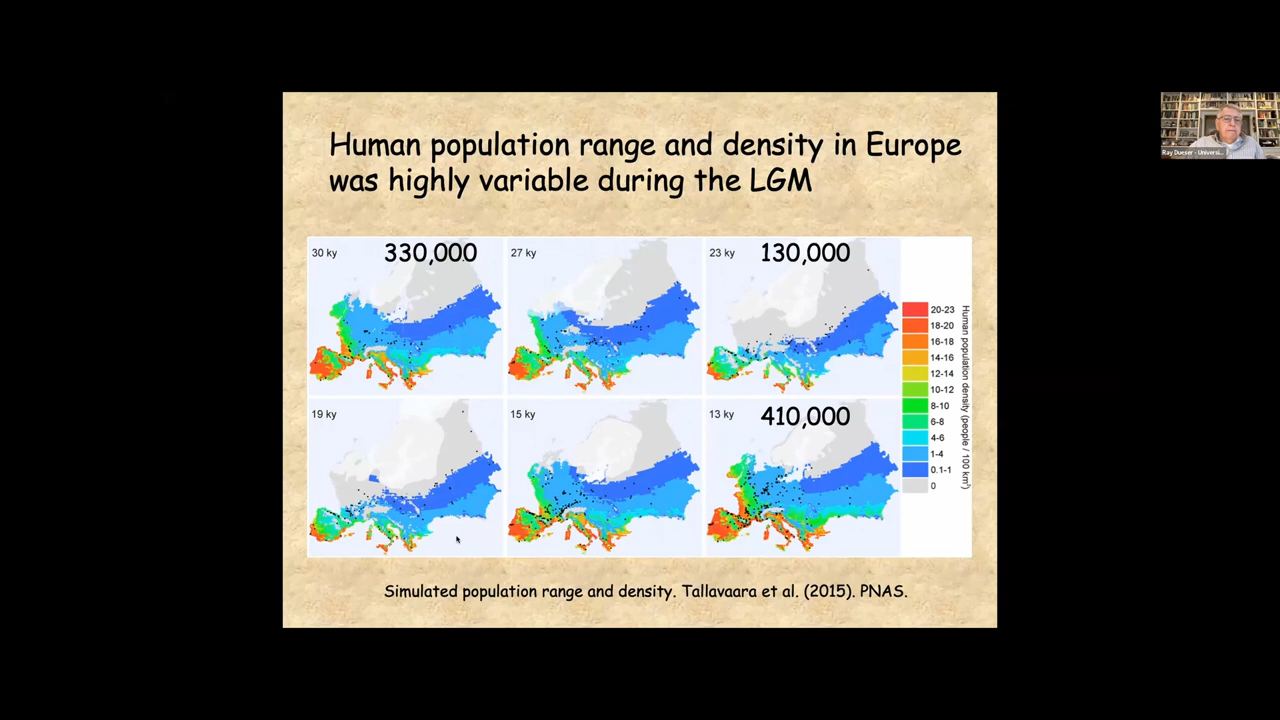 Human population range and density in Europe
was highly variable during the LGM
30 ky
330,000
27 ky
23 ky
130,000
19 ky
15 ky
13 ky
410,000
20-23
18-20
16-18
14-16
12-14
10-12
8-10
6-8
4-6
1-4
0.1-1
0
Human population density (people / 100 km²)
Simulated population range and density. Tallavaara et al. (2015). PNAS.
Ray Dueser - Universi...